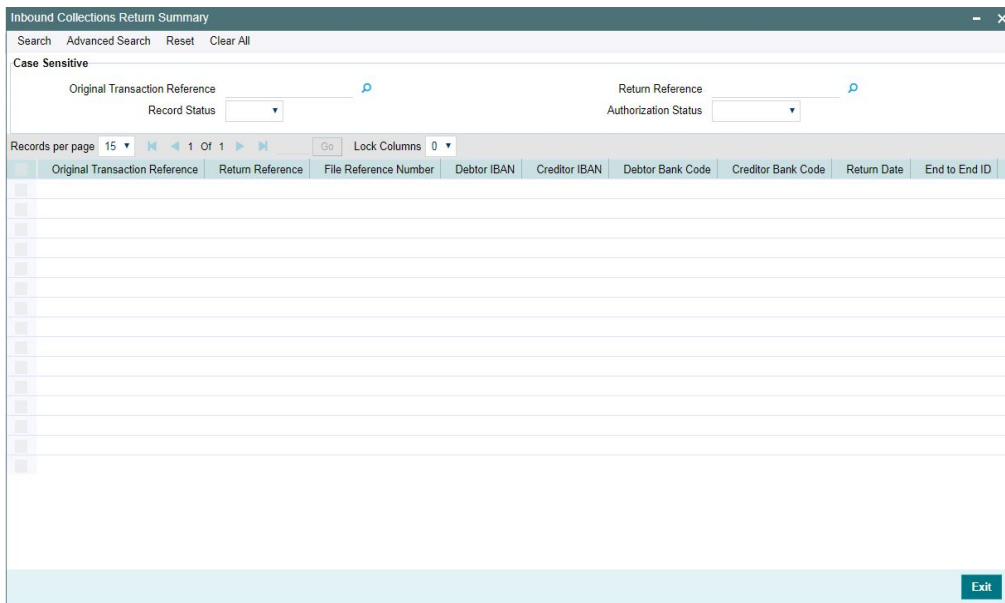 Inbound Collections Return Summary
Search Advanced Search Reset Clear All
Case Sensitive
Original Transaction Reference Return Reference
Record Status Authorization Status
Records per page 15 1 Of 1 Go Lock Columns 0
Original Transaction Reference Return Reference File Reference Number Debtor IBAN Creditor IBAN Debtor Bank Code Creditor Bank Code Return Date End to End ID
Exit